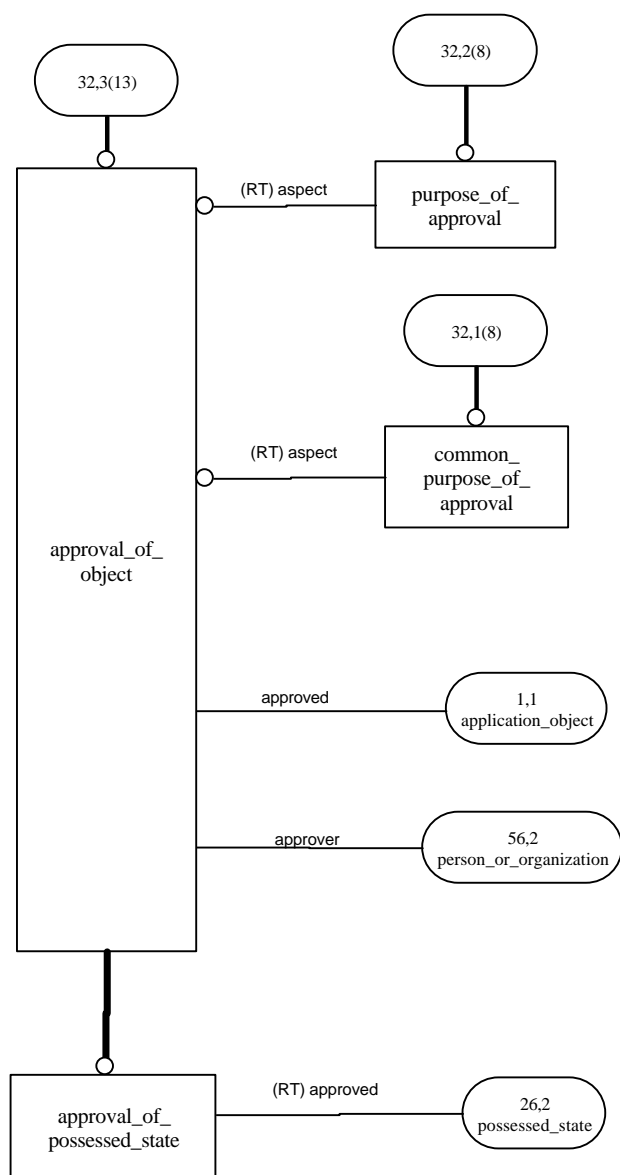 32,3(13)
32,2(8)
(RT) aspect
purpose_of_
approval
32,1(8)
(RT) aspect
common_
purpose_of_
approval
approval_of_
object
approved
1,1
application_object
approver
56,2
person_or_organization
approval_of_
possessed_state
(RT) approved
26,2
possessed_state